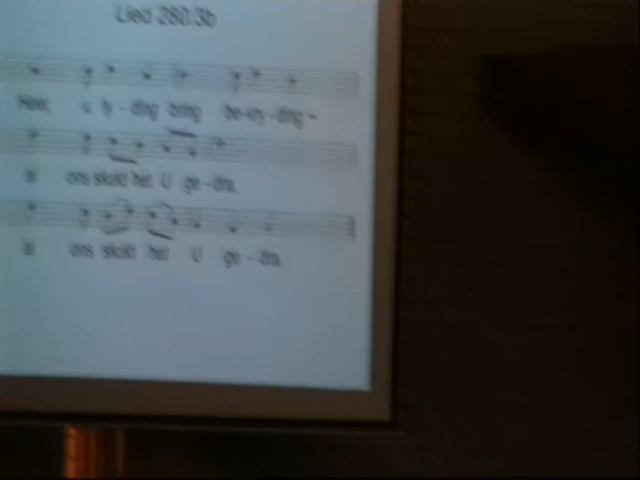 Lied 280:3b
Heer, u ly - ding bring be-vry - ding -
al ons skuld het U ge - dra,
al ons skuld het U ge - dra.